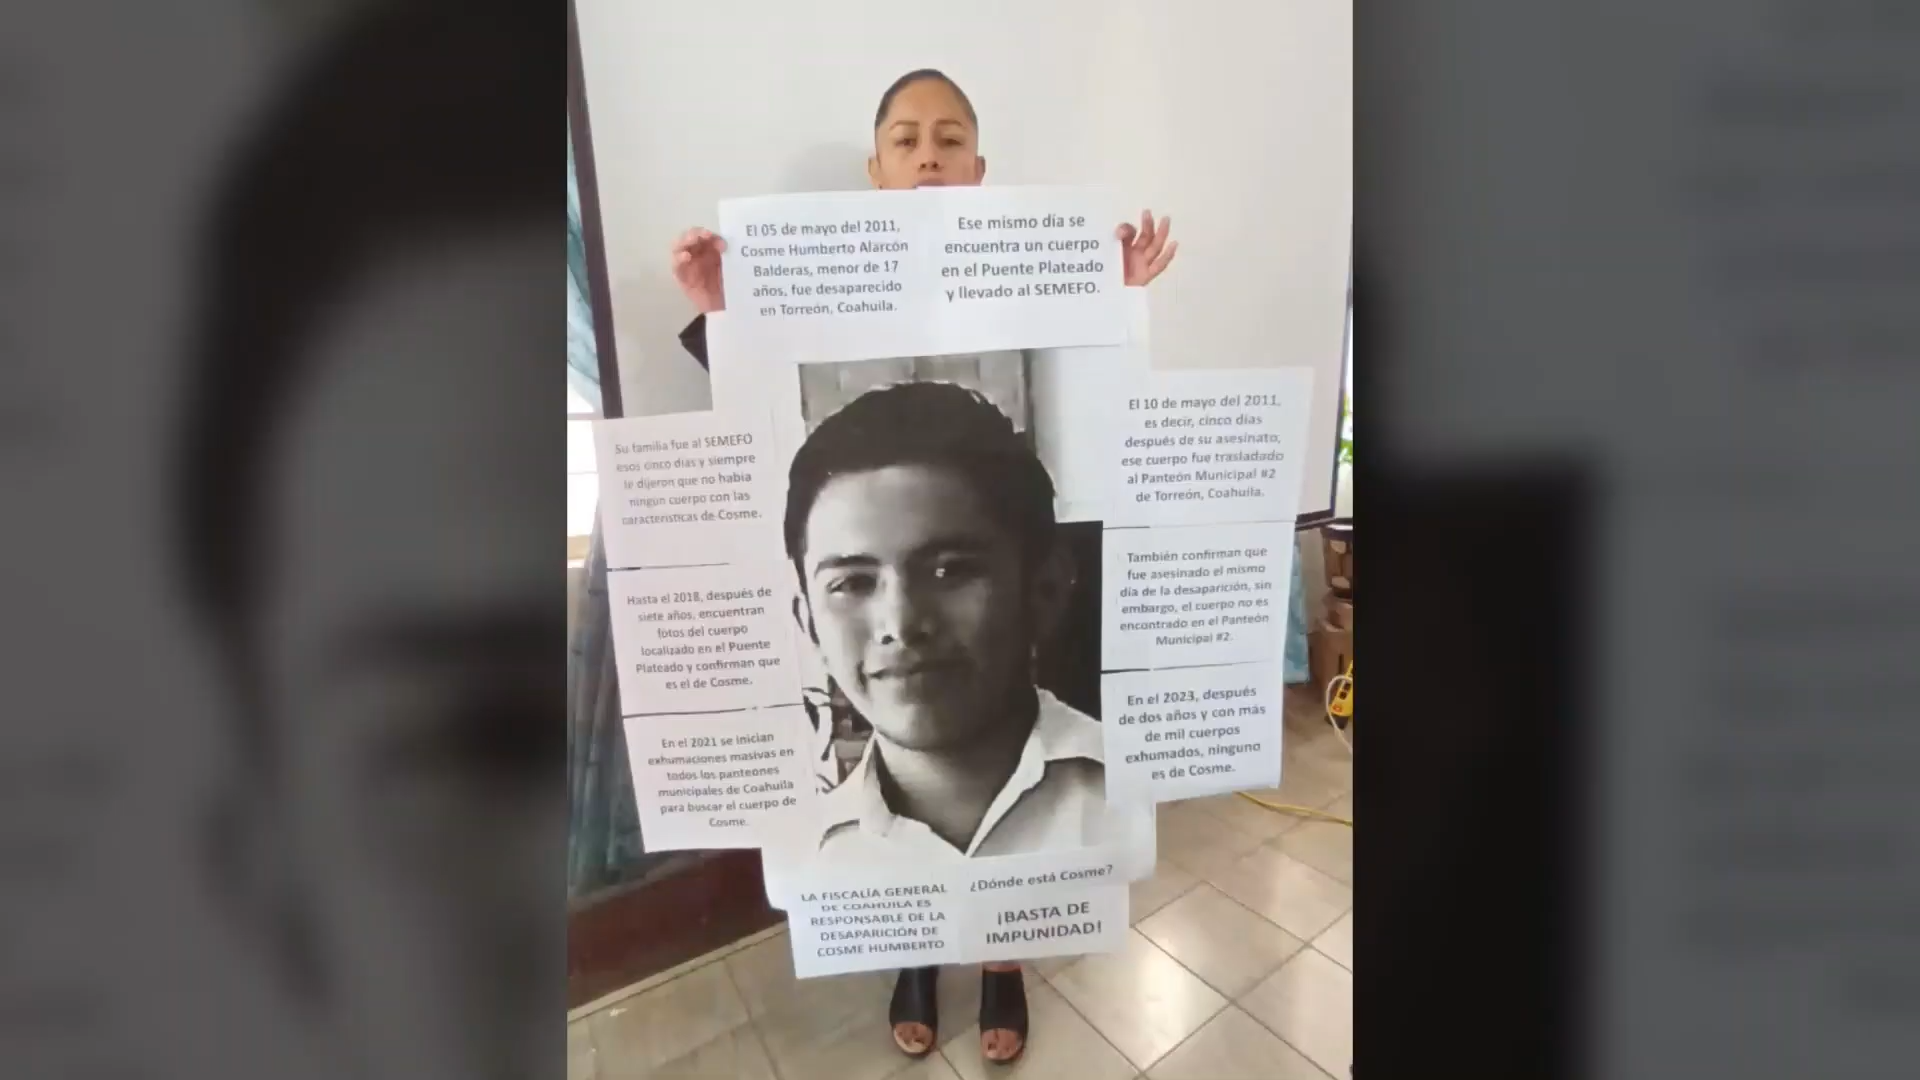 El 05 de mayo del 2011,
Cosme Humberto Alarcón
Balderas, menor de 17
años, fue desaparecido
en Torreón, Coahuila.
Ese mismo día se
encuentra un cuerpo
en el Puente Plateado
y llevado al SEMEFO.
Su familia fue al SEMEFO
esos cinco días y siempre
le dijeron que no había
ningún cuerpo con las
características de Cosme.
El 10 de mayo del 2011,
es decir, cinco días
después de su asesinato,
ese cuerpo fue trasladado
al Panteón Municipal #2
de Torreón, Coahuila.
Hasta el 2018, después de
siete años, encuentran
fotos del cuerpo
localizado en el Puente
Plateado y confirman que
es el de Cosme.
También confirman que
fue asesinado el mismo
día de la desaparición, sin
embargo, el cuerpo no es
encontrado en el Panteón
Municipal #2.
En el 2021 se inician
exhumaciones masivas en
todos los panteones
municipales de Coahuila
para buscar el cuerpo de
Cosme.
En el 2023, después
de dos años y con más
de mil cuerpos
exhumados, ninguno
es de Cosme.
LA FISCALÍA GENERAL
DE COAHUILA ES
RESPONSABLE DE LA
DESAPARICIÓN DE
COSME HUMBERTO
¿Dónde está Cosme?
¡BASTA DE
IMPUNIDAD!